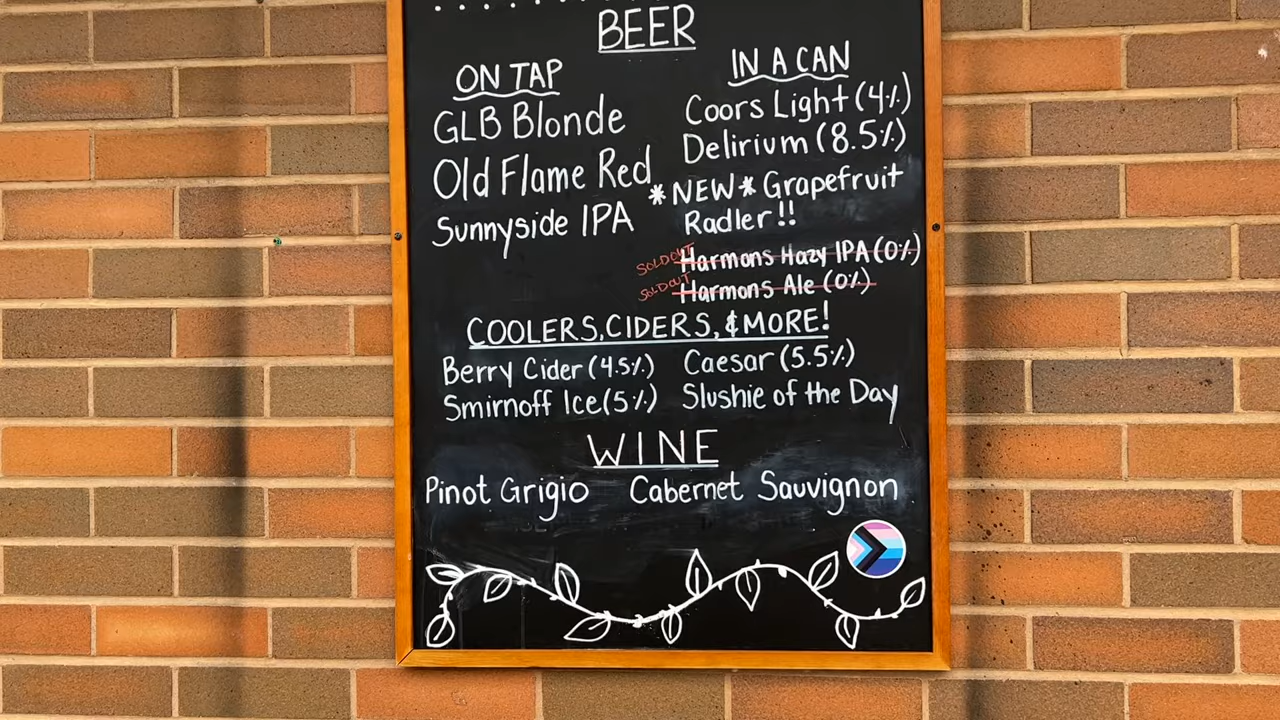 BEER
ON TAP
GLB Blonde
Old Flame Red
Sunnyside IPA
IN A CAN
Coors Light (4%)
Delirium (8.5%)
*NEW* Grapefruit
Radler!!
SOLD OUT Harmons Hazy IPA (0%)
SOLD OUT Harmons Ale (0%)
COOLERS, CIDERS, & MORE!
Berry Cider (4.5%) Caesar (5.5%)
Smirnoff Ice (5%) Slushie of the Day
WINE
Pinot Grigio Cabernet Sauvignon